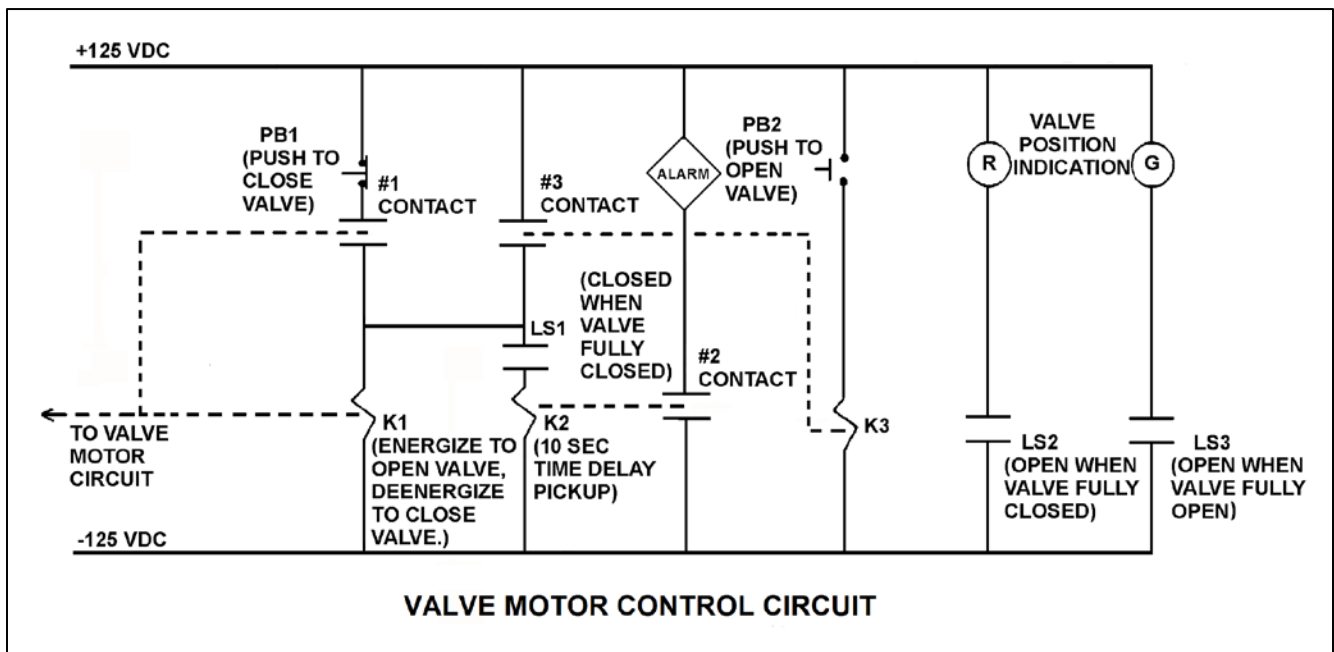 +125 VDC
PB1
(PUSH TO
CLOSE
VALVE)
#1
CONTACT
#3
CONTACT
ALARM
PB2
(PUSH TO
OPEN
VALVE)
R
VALVE
POSITION
INDICATION
G
(CLOSED
WHEN
VALVE
FULLY
CLOSED)
LS1
#2
CONTACT
TO VALVE
MOTOR
CIRCUIT
K1
(ENERGIZE TO
OPEN VALVE,
DEENERGIZE
TO CLOSE
VALVE.)
K2
(10 SEC
TIME DELAY
PICKUP)
K3
LS2
(OPEN WHEN
VALVE FULLY
CLOSED)
LS3
(OPEN WHEN
VALVE FULLY
OPEN)
-125 VDC
VALVE MOTOR CONTROL CIRCUIT